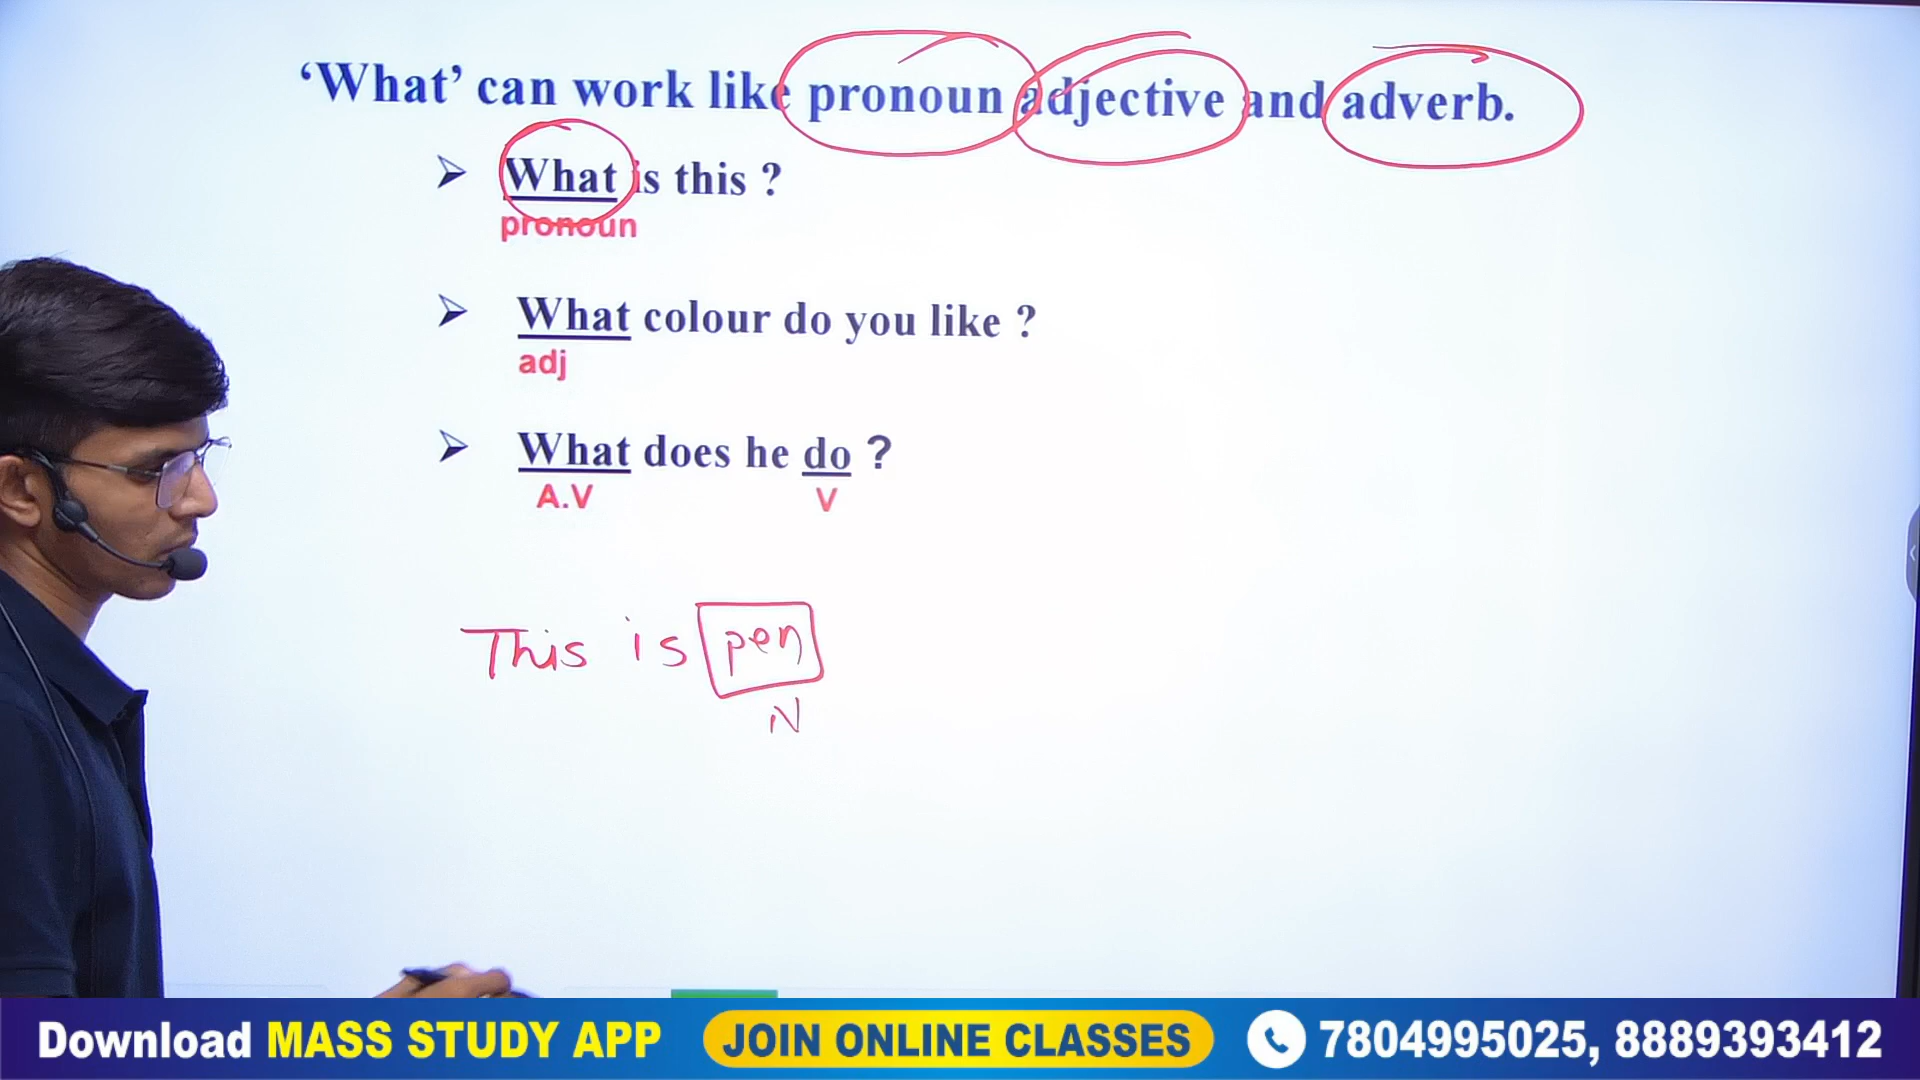 ‘What’ can work like pronoun adjective and adverb.
➢ What is this ?
pronoun
➢ What colour do you like ?
adj
➢ What does he do ?
A.V V
This is pen
N
Download MASS STUDY APP JOIN ONLINE CLASSES 7804995025, 8889393412